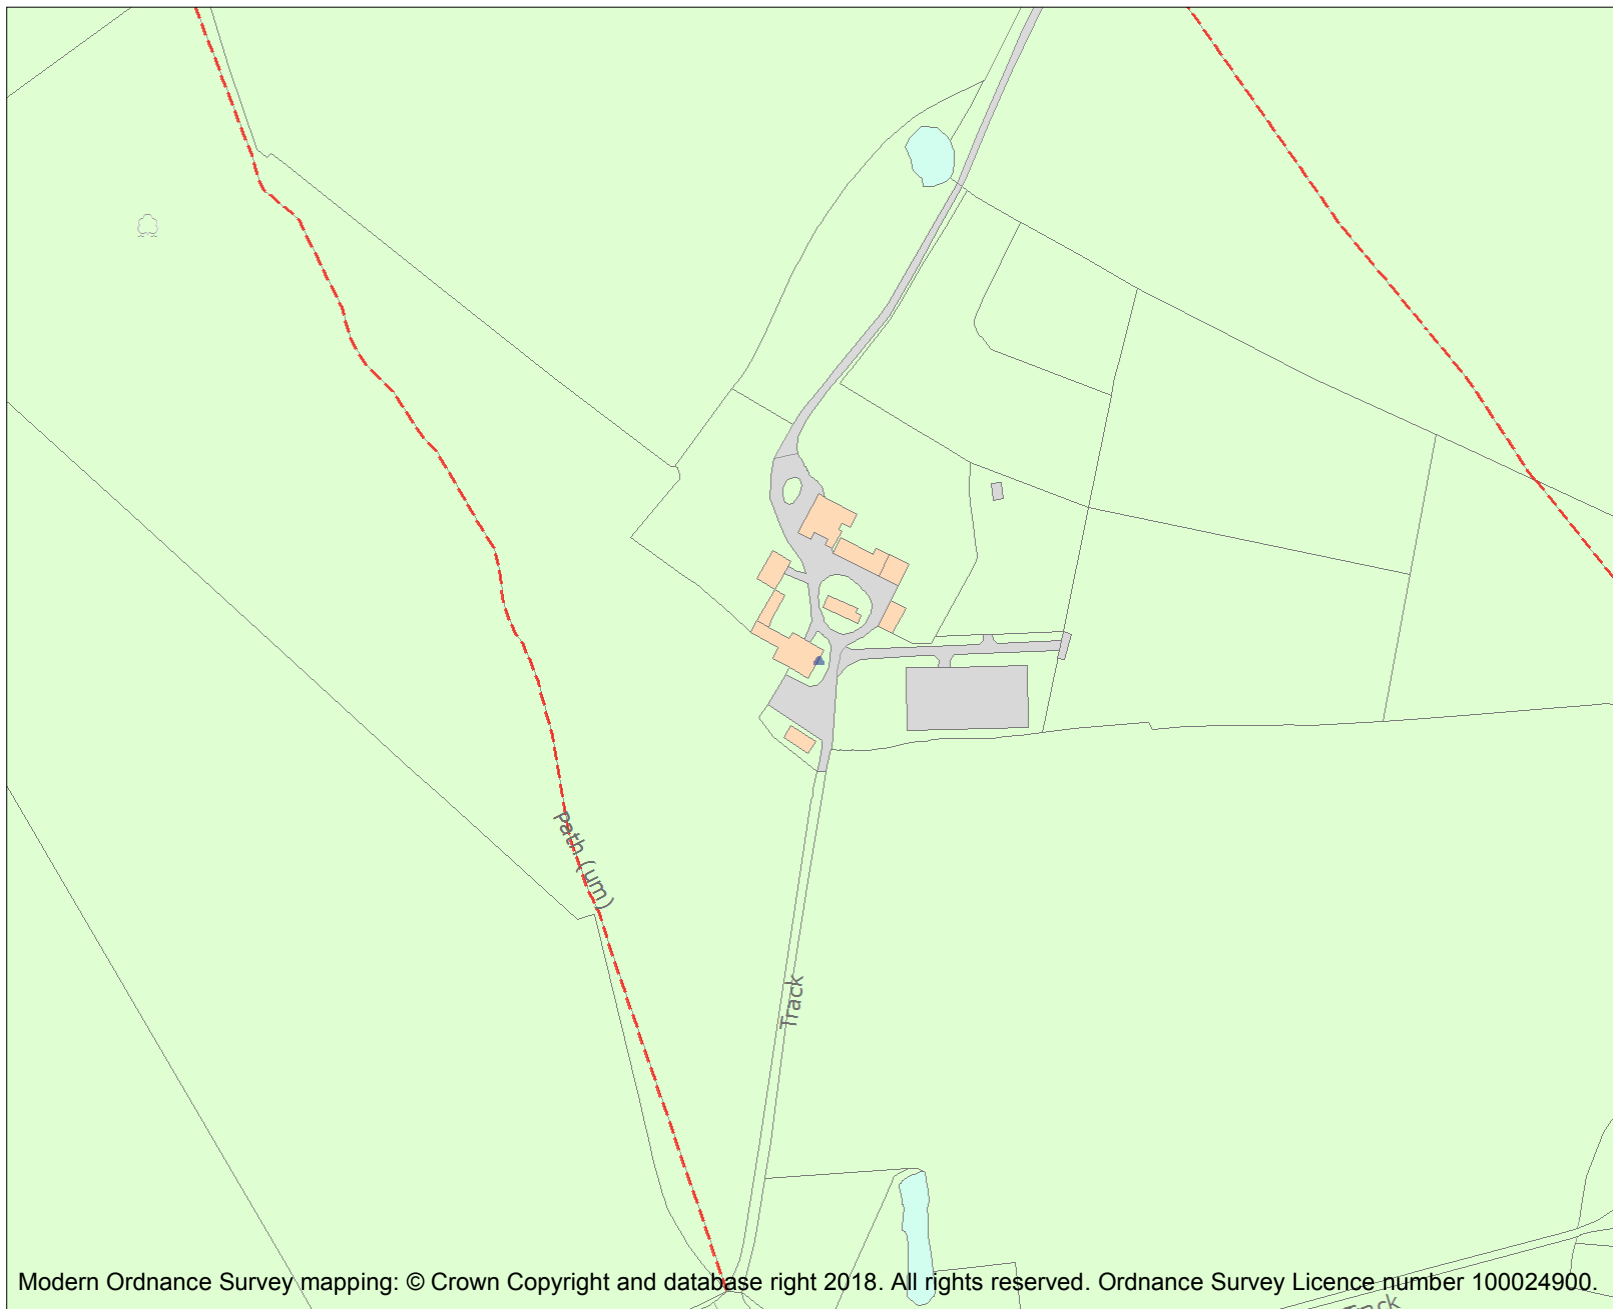 Path (um)
Track
Modern Ordnance Survey mapping: © Crown Copyright and database right 2018. All rights reserved. Ordnance Survey Licence number 100024900.
Track